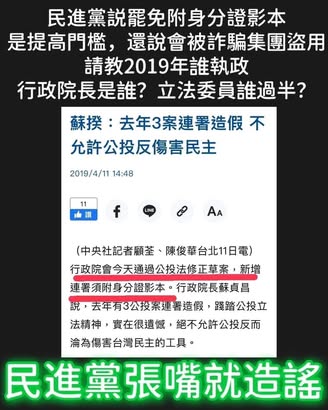 民進黨説罷免附身分證影本
是提高門檻，還說會被詐騙集團盜用
請教2019年誰執政
行政院長是誰？立法委員誰過半？
蘇揆：去年3案連署造假 不
允許公投反傷害民主
2019/4/11 14:48
11
讚
AA
（中央社記者顧荃、陳俊華台北11日電）
行政院會今天通過公投法修正草案，新增
連署須附身分證影本。行政院長蘇貞昌
說，去年有3公投案連署造假，踐踏公投立
法精神，實在很遺憾，絕不允許公投反而
淪為傷害台灣民主的工具。
民進黨張嘴就造謠